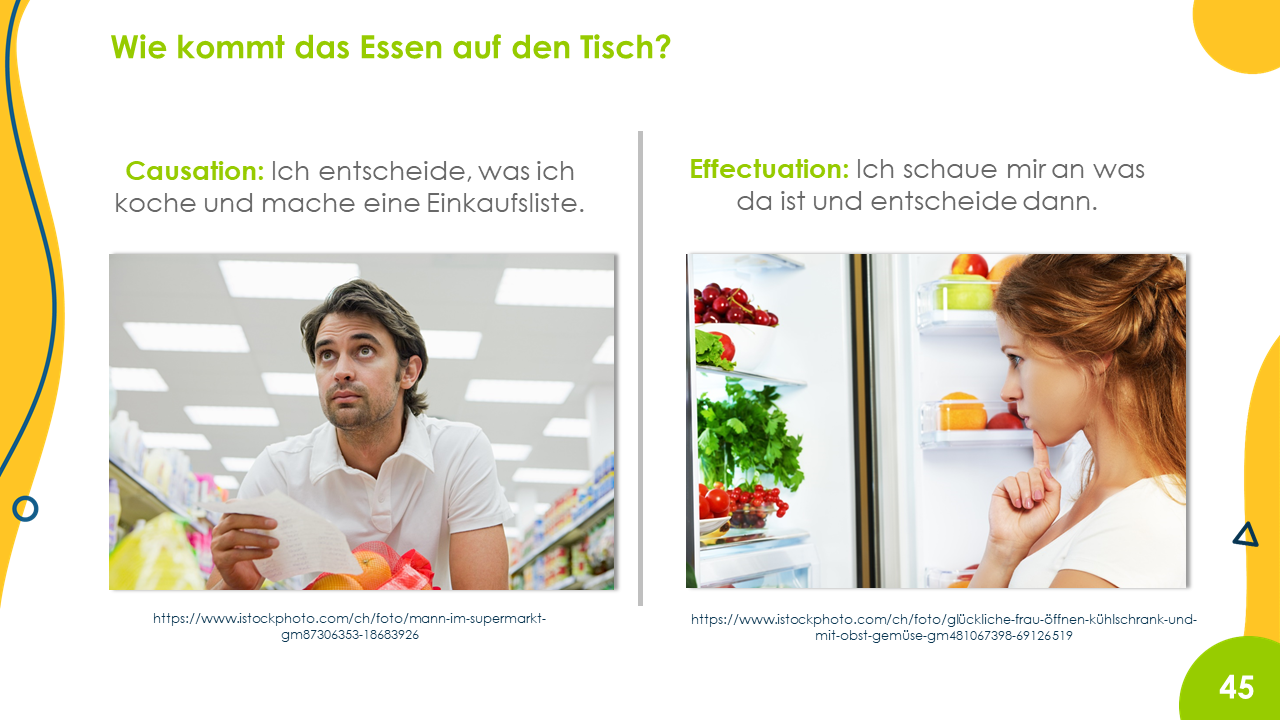 Wie kommt das Essen auf den Tisch?
Causation: Ich entscheide, was ich
koche und mache eine Einkaufsliste.
Effectuation: Ich schaue mir an was
da ist und entscheide dann.
https://www.istockphoto.com/ch/foto/mann-im-supermarkt-
gm87306353-18683926
https://www.istockphoto.com/ch/foto/glückliche-frau-öffnen-kühlschrank-und-
mit-obst-gemüse-gm481067398-69126519
45